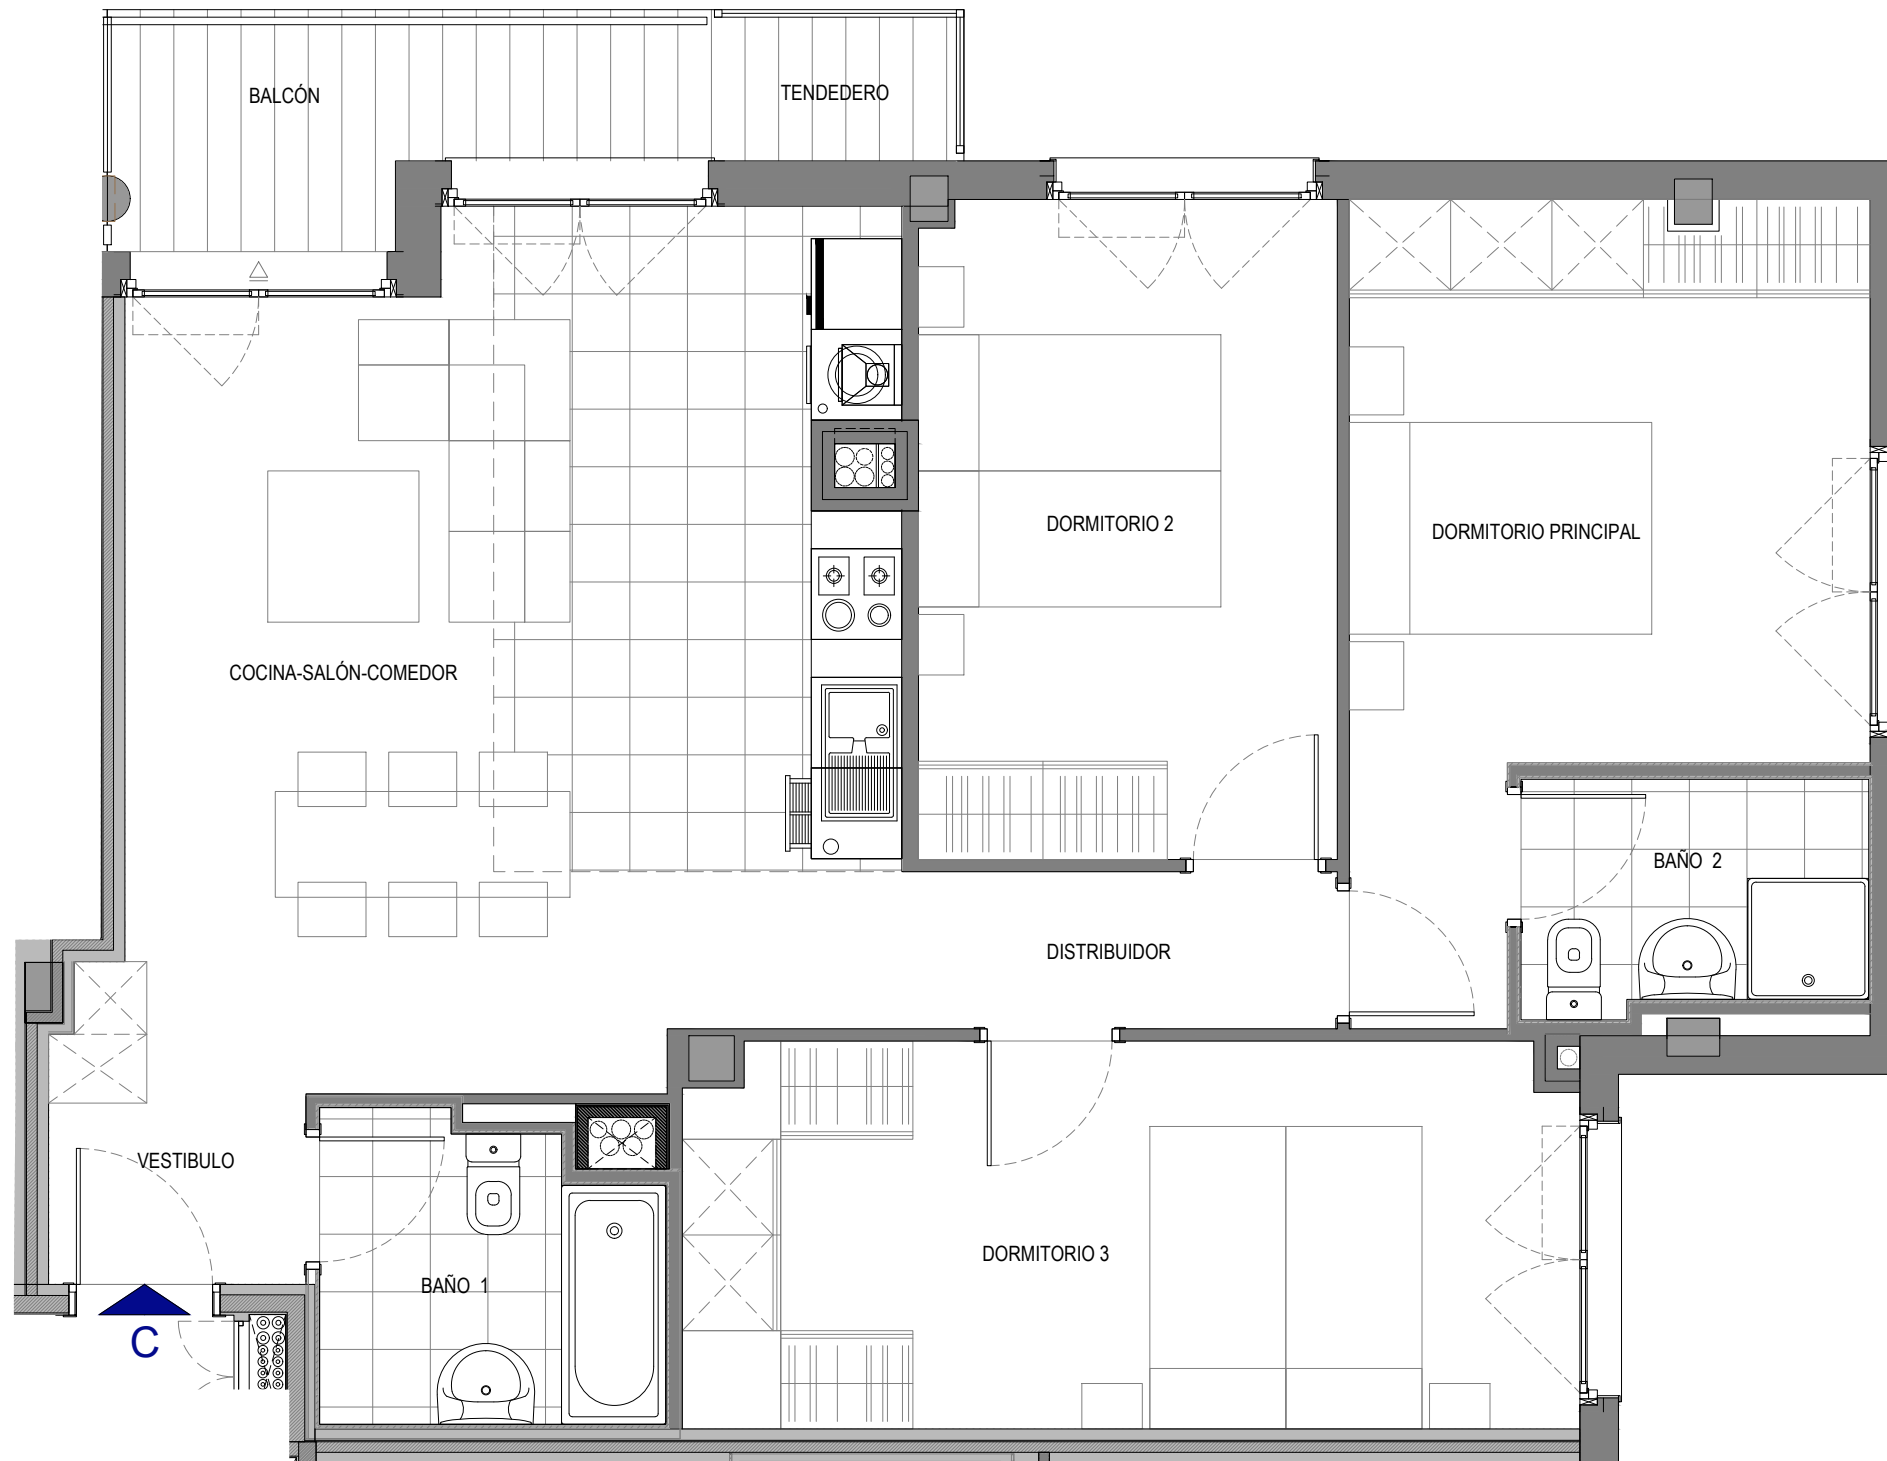 BALCÓN
TENDEDERO
DORMITORIO 2
DORMITORIO PRINCIPAL
COCINA-SALÓN-COMEDOR
BAÑO 2
DISTRIBUIDOR
VESTIBULO
DORMITORIO 3
BAÑO 1
C